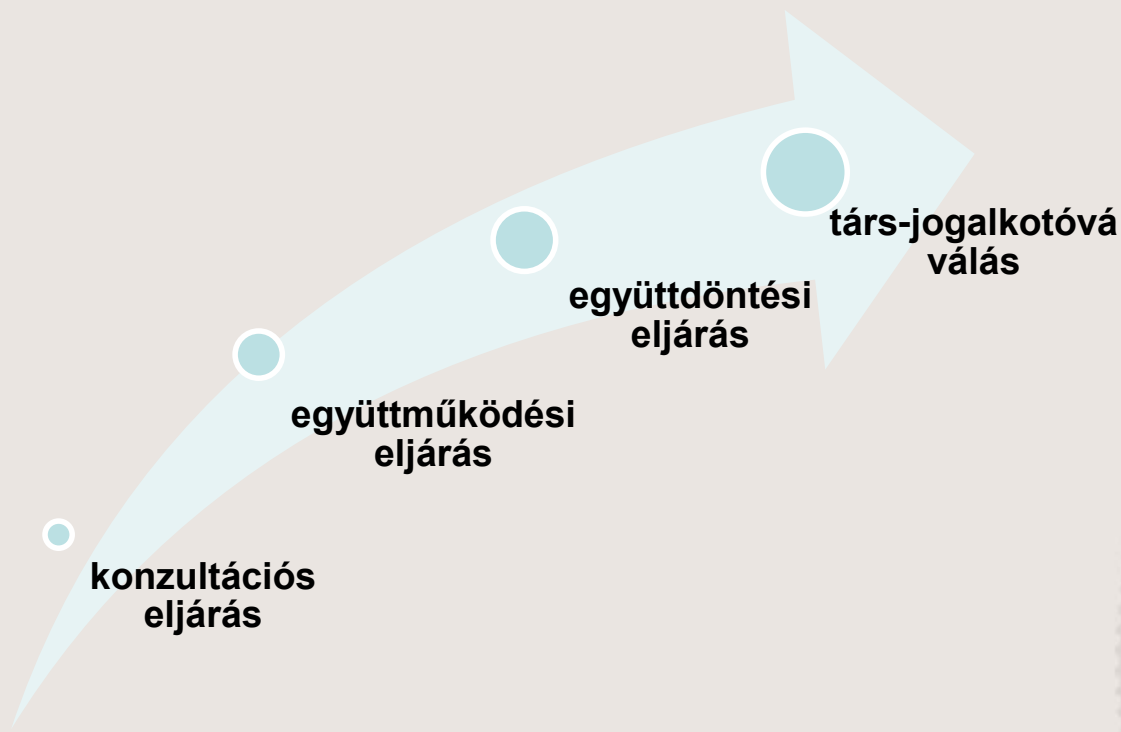 konzultációs
eljárás
együttműködési
eljárás
együttdöntési
eljárás
társ-jogalkotóvá
válás